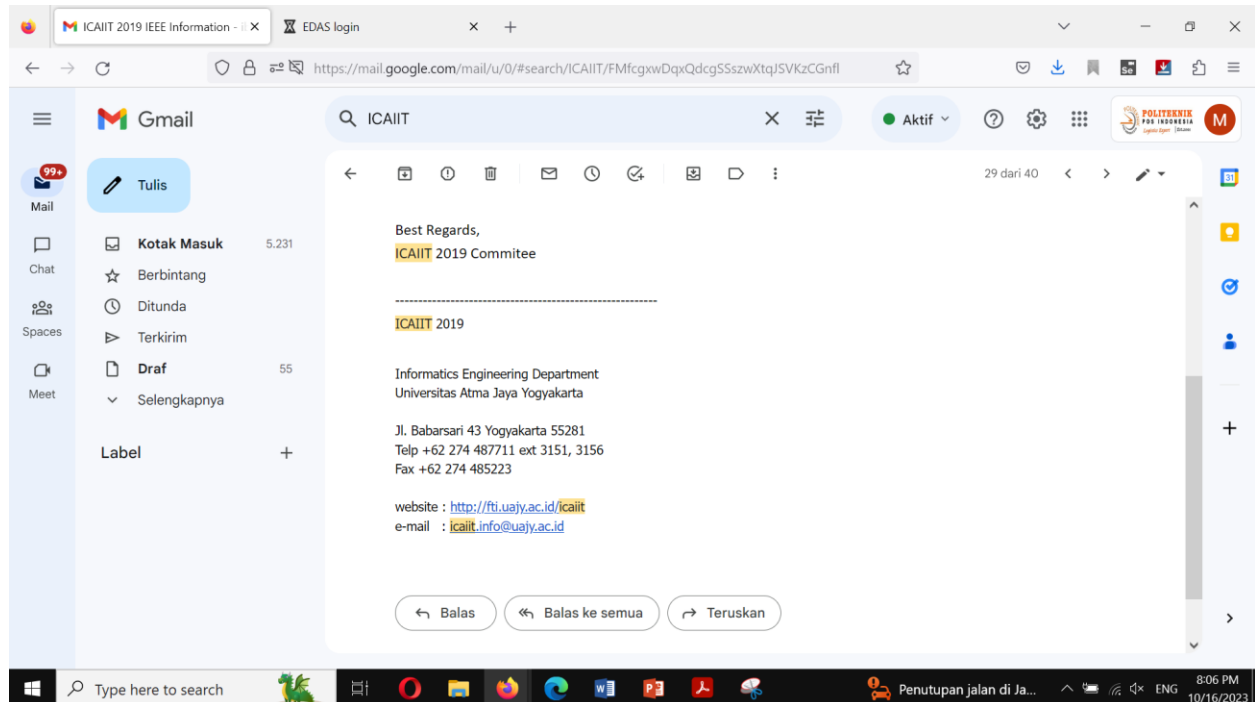 ICAIIT 2019 IEEE Information - i
EDAS login
https://mail.google.com/mail/u/0/#search/ICAIIT/FMfcgxwDqxQdcgSSszwXtqJSVKzCGnfl
Gmail
ICAIIT
Aktif
POLITEKNIK
POS INDONESIA
M
99+
Mail
Chat
Spaces
Meet
Tulis
Kotak Masuk 5.231
Berbintang
Ditunda
Terkirim
Draf 55
Selengkapnya
Label
29 dari 40
31
Best Regards,
ICAIIT 2019 Commitee
---------------------------------------------------------
ICAIIT 2019
Informatics Engineering Department
Universitas Atma Jaya Yogyakarta
Jl. Babarsari 43 Yogyakarta 55281
Telp +62 274 487711 ext 3151, 3156
Fax +62 274 485223
website : http://fti.uajy.ac.id/icaiit
e-mail : icaiit.info@uajy.ac.id
Balas
Balas ke semua
Teruskan
Type here to search
Penutupan jalan di Ja...
ENG
8:06 PM
10/16/2023